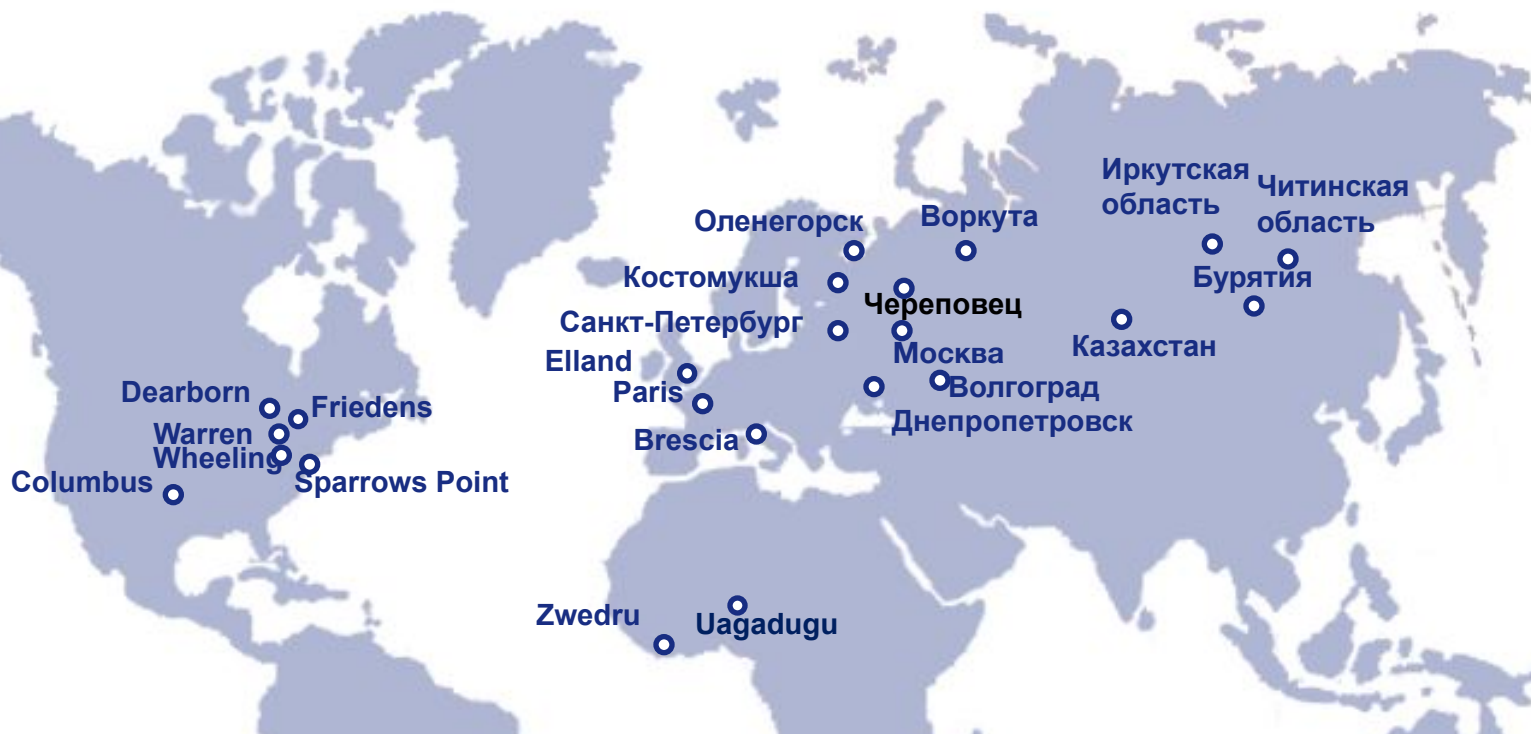 Иркутская
область
Читинская
область
Оленегорск
Воркута
Костомукша
Бурятия
Череповец
Санкт-Петербург
Москва
Казахстан
Elland
Paris
Волгоград
Днепропетровск
Brescia
Dearborn
Friedens
Warren
Wheeling
Columbus
Sparrows Point
Zwedru
Uagadugu